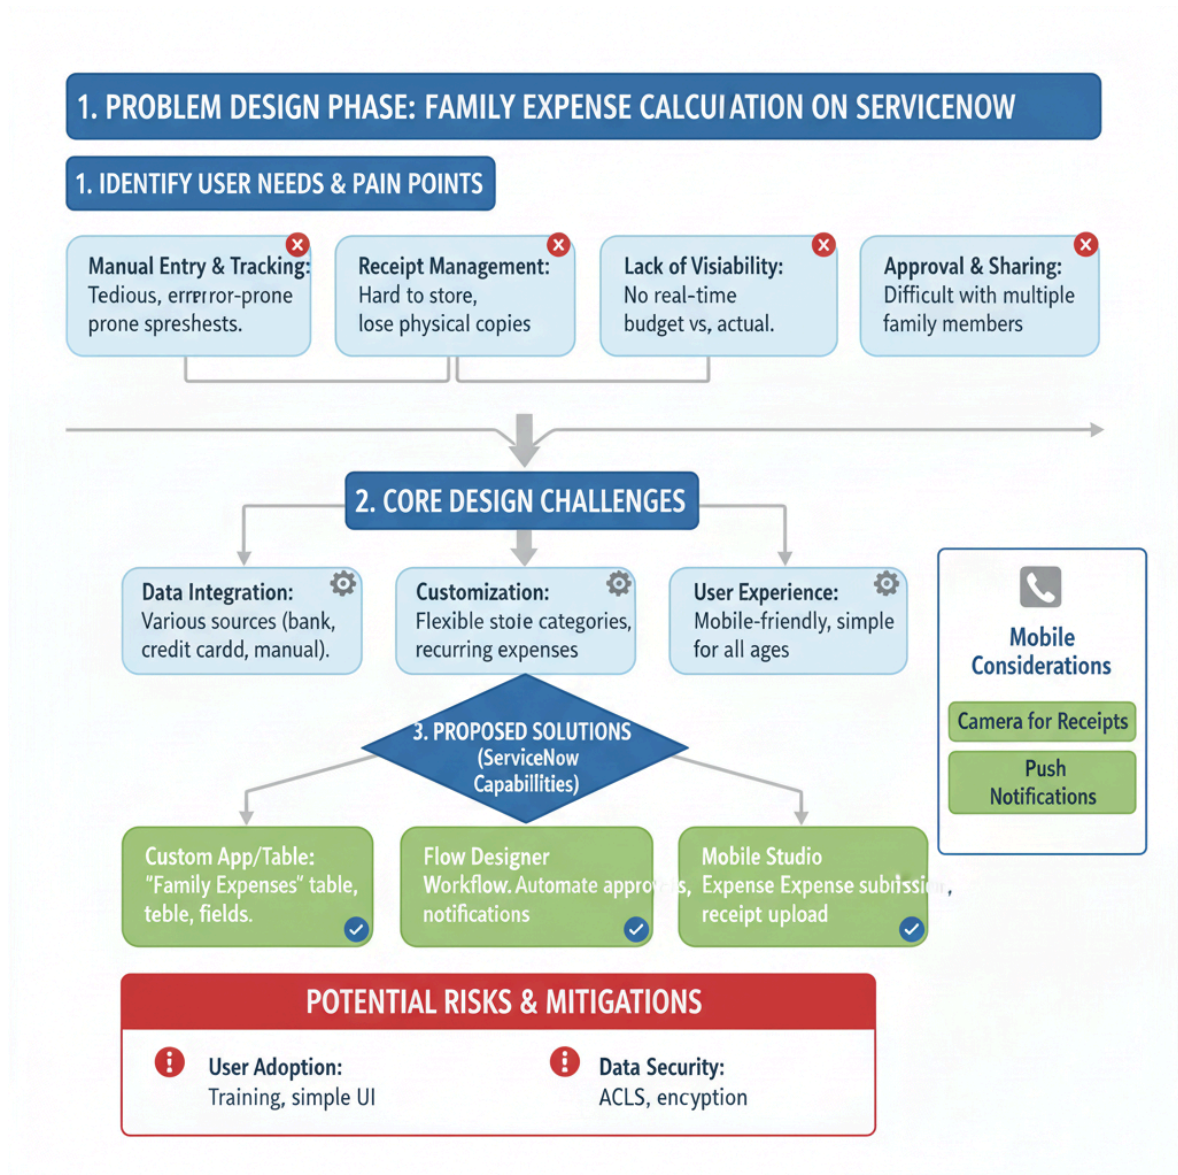 1. PROBLEM DESIGN PHASE: FAMILY EXPENSE CALCUIATION ON SERVICENOW
1. IDENTIFY USER NEEDS & PAIN POINTS
Manual Entry & Tracking:
Tedious, errrror-prone
prone spreshests.
Receipt Management:
Hard to store,
lose physical copies
Lack of Visiability:
No real-time
budget vs, actual.
Approval & Sharing:
Difficult with multiple
family members
2. CORE DESIGN CHALLENGES
Data Integration:
Various sources (bank,
credit cardd, manual).
Customization:
Flexible stoie categories,
recurring expenses
User Experience:
Mobile-friendly, simple
for all ages
Mobile
Considerations
Camera for Receipts
Push
Notifications
3. PROPOSED SOLUTIONS
(ServiceNow
Capabillities)
Custom App/Table:
"Family Expenses" table,
teble, fields.
Flow Designer
Workflow. Automate approvals,
notifications
Mobile Studio
Expense Expense submission,
receipt upload
POTENTIAL RISKS & MITIGATIONS
User Adoption:
Training, simple UI
Data Security:
ACLS, encyption